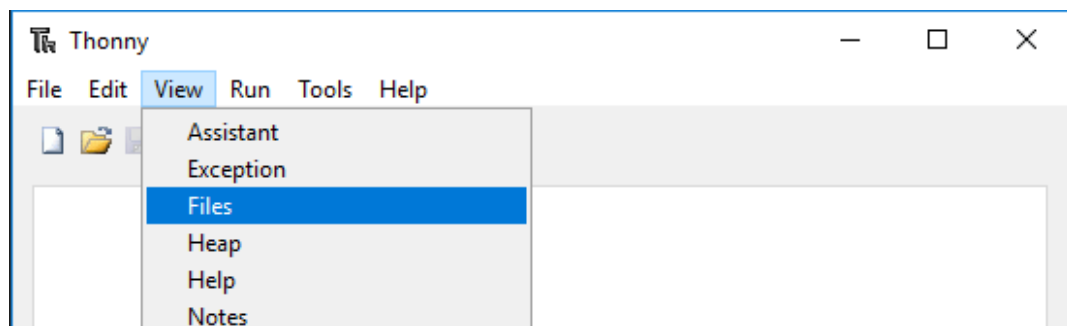 Thonny
File Edit View Run Tools Help
Assistant
Exception
Files
Heap
Help
Notes